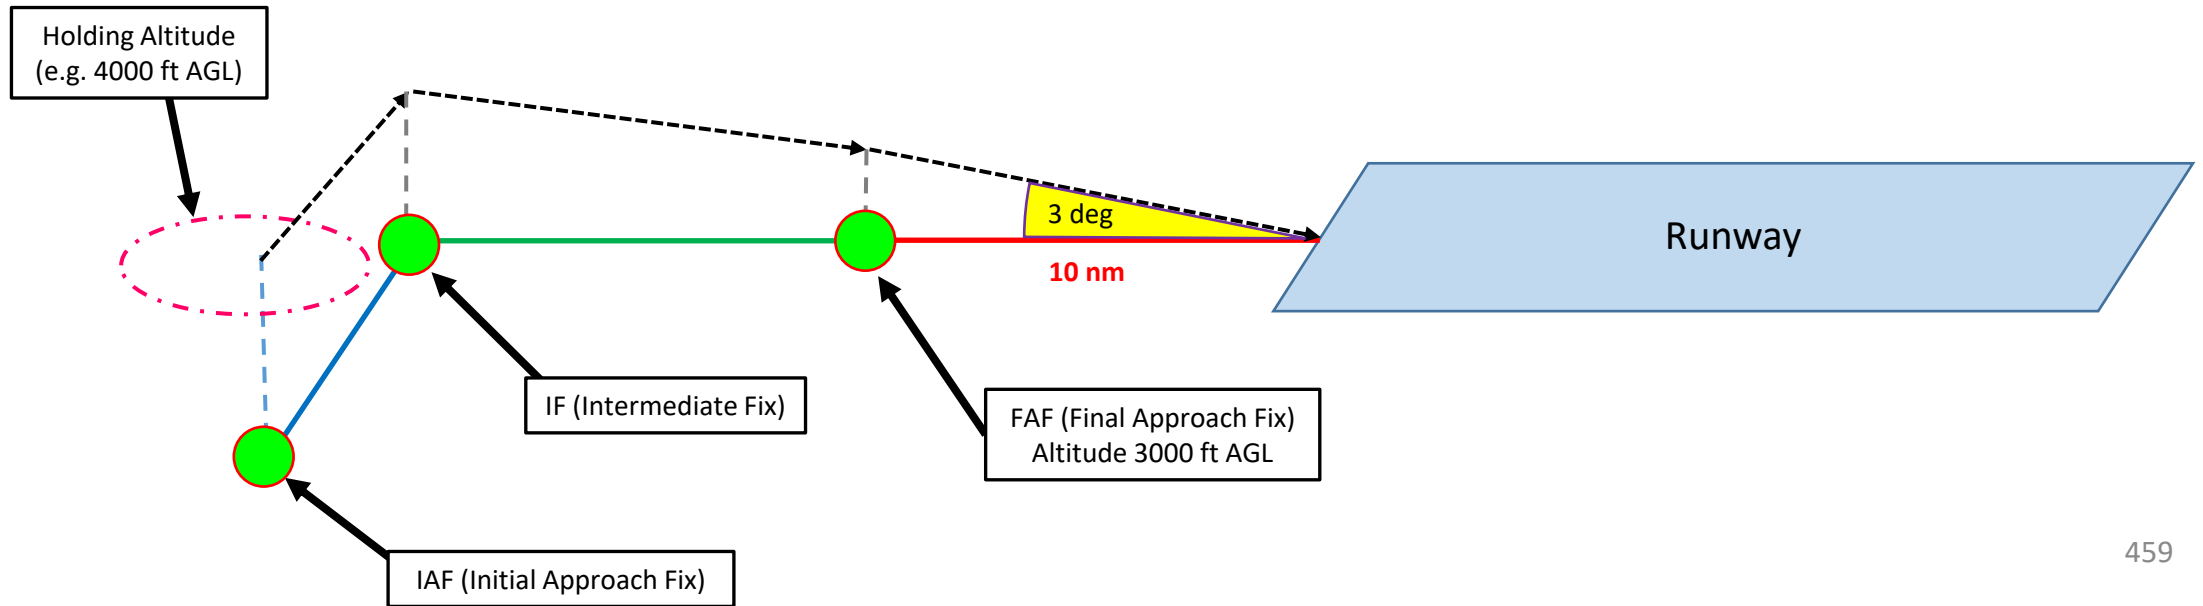 Holding Altitude
(e.g. 4000 ft AGL)
3 deg
Runway
10 nm
IF (Intermediate Fix)
FAF (Final Approach Fix)
Altitude 3000 ft AGL
IAF (Initial Approach Fix)
459